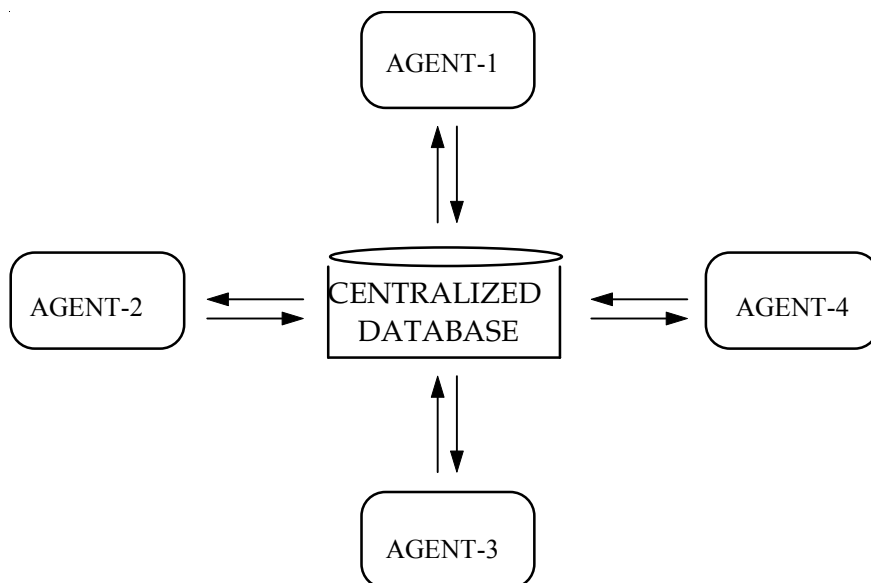 AGENT-1
AGENT-2
CENTRALIZED
DATABASE
AGENT-4
AGENT-3